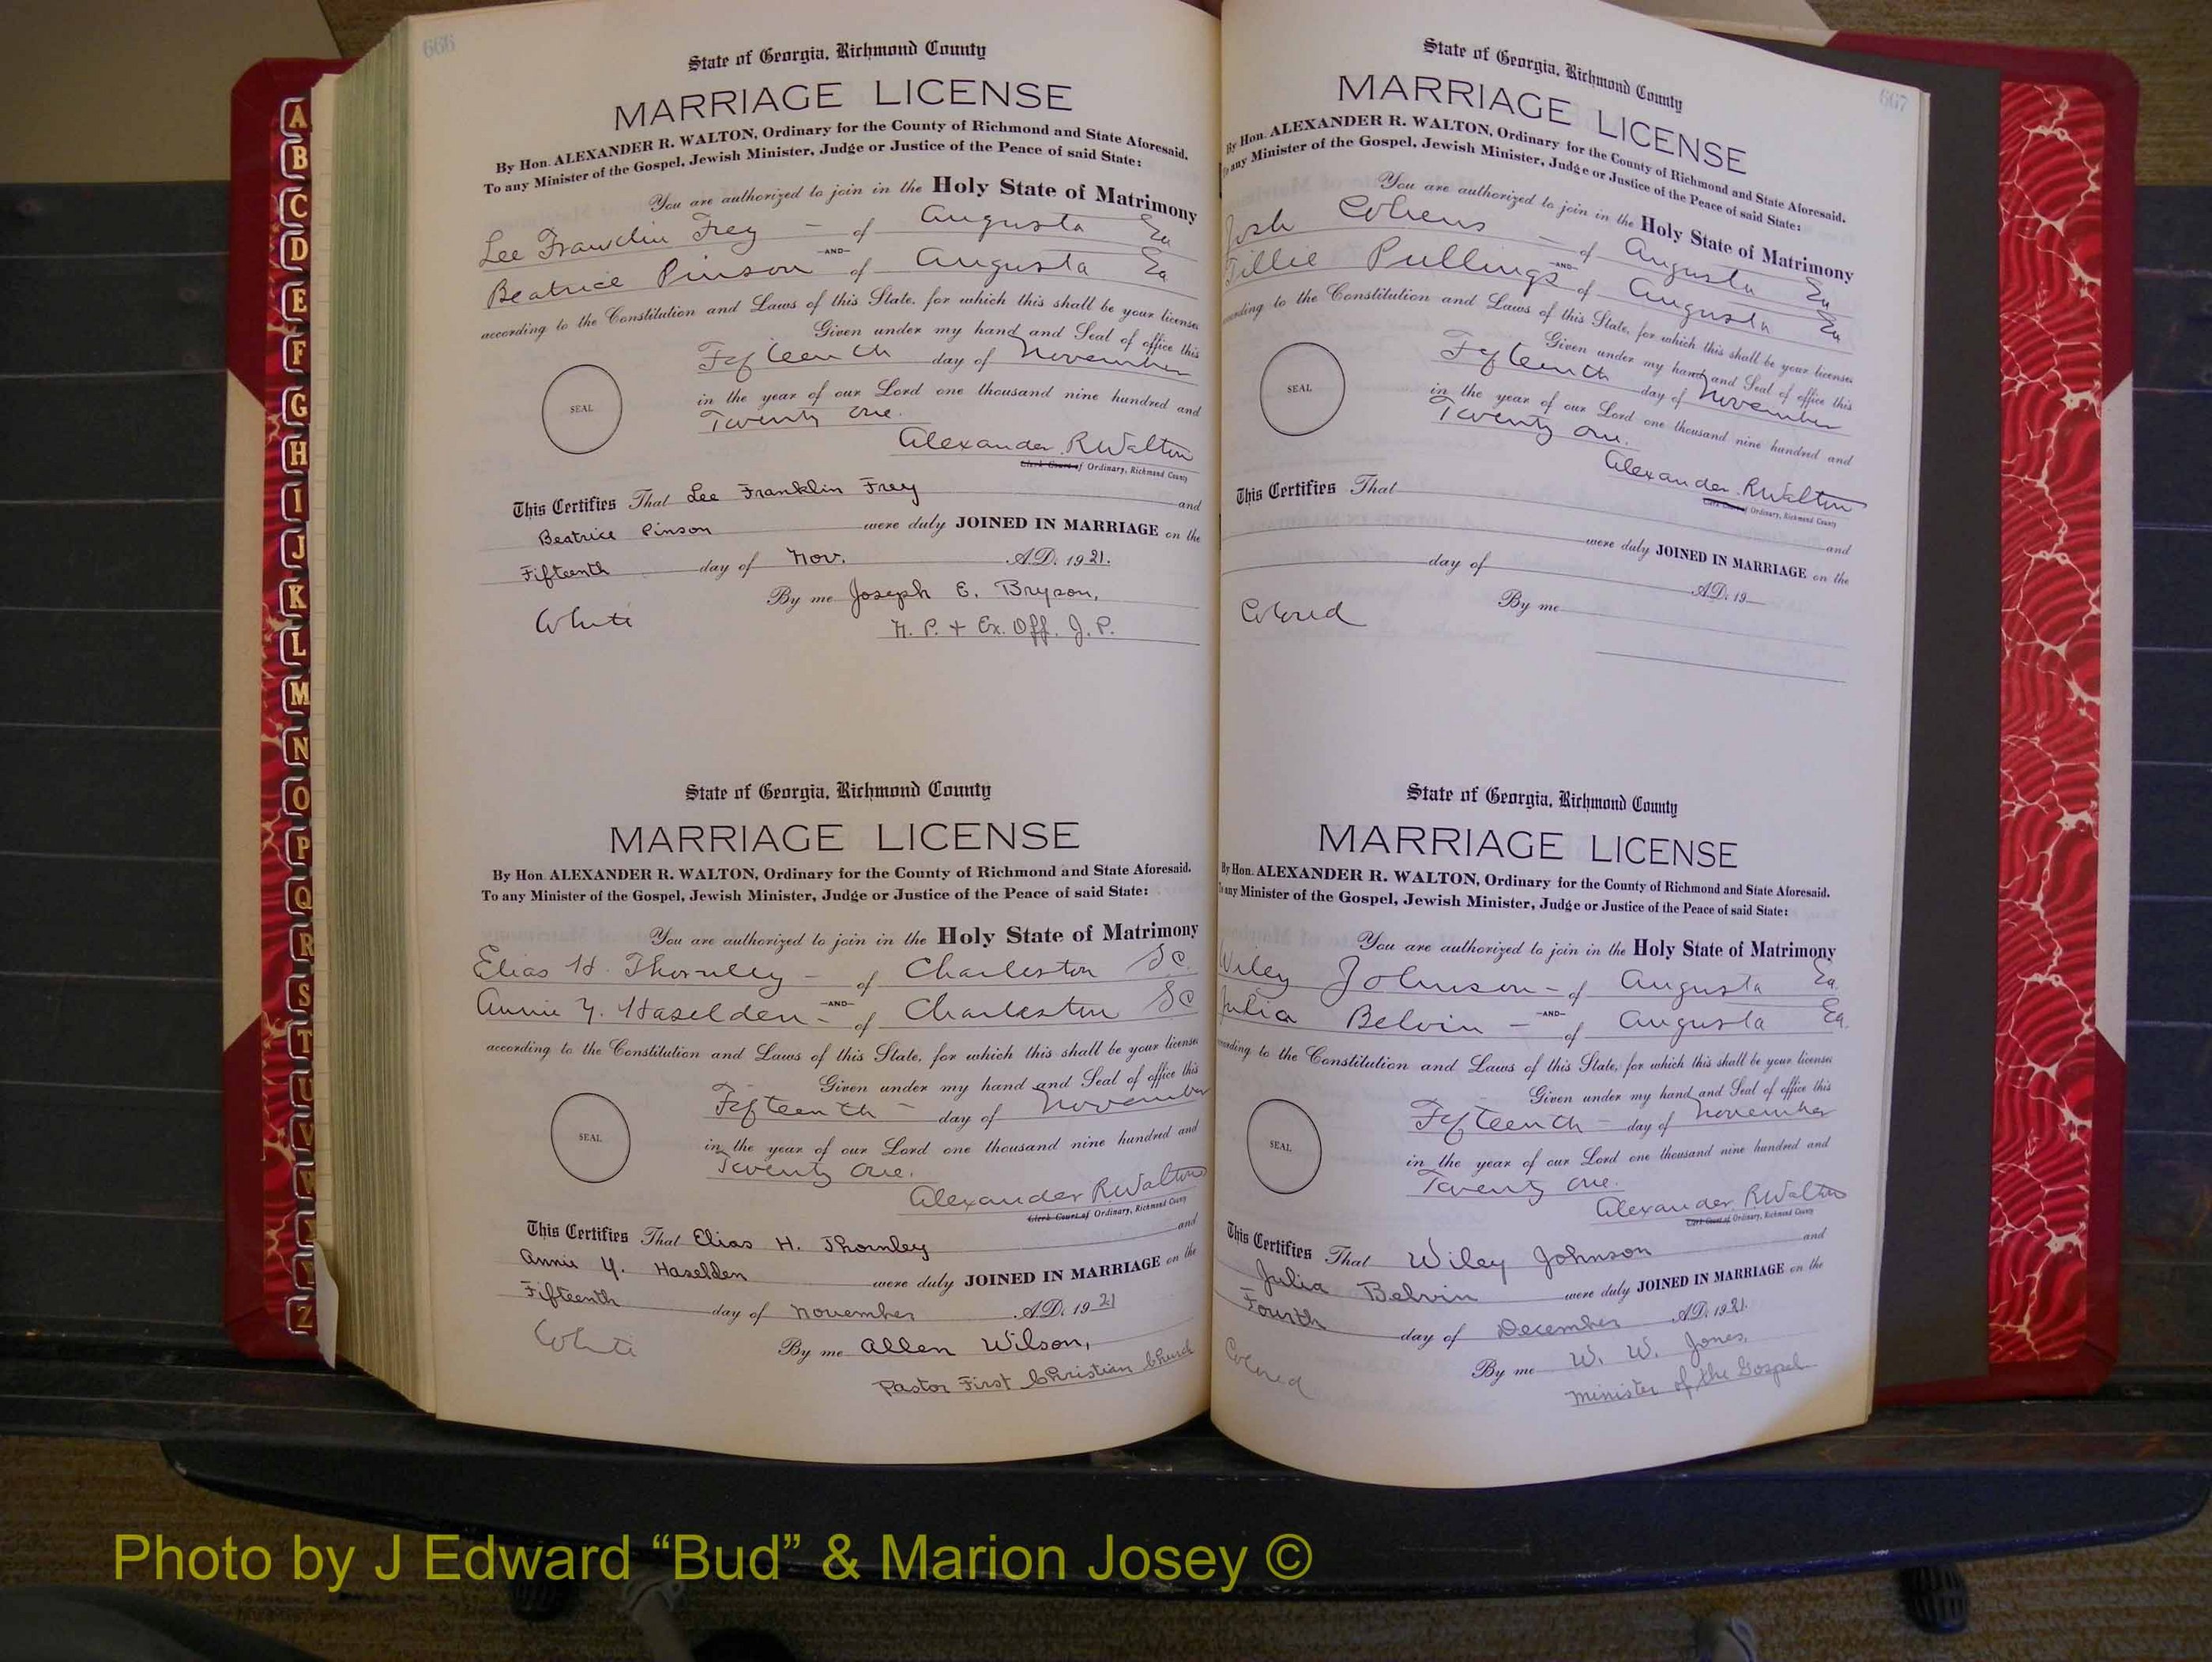 666
State of Georgia, Richmond County
MARRIAGE LICENSE
By Hon. ALEXANDER R. WALTON, Ordinary for the County of Richmond and State Aforesaid.
To any Minister of the Gospel, Jewish Minister, Judge or Justice of the Peace of said State:
You are authorized to join in the Holy State of Matrimony
Lee Franklin Frey — of Augusta Ga
—AND—
Beatrice Pinson of Augusta Ga
according to the Constitution and Laws of this State, for which this shall be your license
Given under my hand and Seal of office this
Fifteenth day of November
in the year of our Lord one thousand nine hundred and
Twenty One.
SEAL
Alexander R Walton
Clerk Court of Ordinary, Richmond County
This Certifies That Lee Franklin Frey and
Beatrice Pinson were duly JOINED IN MARRIAGE on the
Fifteenth day of Nov. A.D. 1921.
White By me Joseph E. Bryson,
N. P. + Ex. Off. J. P.
State of Georgia, Richmond County
MARRIAGE LICENSE
By Hon. ALEXANDER R. WALTON, Ordinary for the County of Richmond and State Aforesaid.
To any Minister of the Gospel, Jewish Minister, Judge or Justice of the Peace of said State:
You are authorized to join in the Holy State of Matrimony
Elias H. Thornley — of Charleston SC.
—AND—
Annie Y. Haselden - of Charleston SC
according to the Constitution and Laws of this State, for which this shall be your license
Given under my hand and Seal of office this
Fifteenth - day of November
in the year of our Lord one thousand nine hundred and
Twenty One.
SEAL
Alexander R. Walton
Clerk Court of Ordinary, Richmond County
This Certifies That Elias H. Thornley and
Annie Y. Haselden were duly JOINED IN MARRIAGE on the
Fifteenth day of November A.D. 1921
White By me Allen Wilson,
Pastor First Christian Church
667
State of Georgia, Richmond County
MARRIAGE LICENSE
By Hon. ALEXANDER R. WALTON, Ordinary for the County of Richmond and State Aforesaid.
To any Minister of the Gospel, Jewish Minister, Judge or Justice of the Peace of said State:
You are authorized to join in the Holy State of Matrimony
Josh Cohens — of Augusta Ga
—AND—
Tillie Pullings of Augusta Ga
according to the Constitution and Laws of this State, for which this shall be your license
Given under my hand and Seal of office this
Fifteenth day of November
in the year of our Lord one thousand nine hundred and
Twenty One.
SEAL
Alexander R Walton
Clerk Court of Ordinary, Richmond County
This Certifies That
and
were duly JOINED IN MARRIAGE on the
day of A.D. 19
Colored By me
State of Georgia, Richmond County
MARRIAGE LICENSE
By Hon. ALEXANDER R. WALTON, Ordinary for the County of Richmond and State Aforesaid.
To any Minister of the Gospel, Jewish Minister, Judge or Justice of the Peace of said State:
You are authorized to join in the Holy State of Matrimony
Wiley Johnson - of Augusta Ga.
—AND—
Julia Belvin — of Augusta Ga.
according to the Constitution and Laws of this State, for which this shall be your license
Given under my hand and Seal of office this
Fifteenth - day of November
in the year of our Lord one thousand nine hundred and
Twenty One.
SEAL
Alexander R Walton
Clerk Court of Ordinary, Richmond County
This Certifies That Wiley Johnson and
Julia Belvin were duly JOINED IN MARRIAGE on the
Fourth day of December A.D. 1921.
Colored By me W. W. Jones,
Minister of the Gospel
A
B
C
D
E
F
G
H
I
J
K
L
M
N
O
P
Q
R
S
T
U
V
W
Z
Photo by J Edward “Bud” & Marion Josey ©